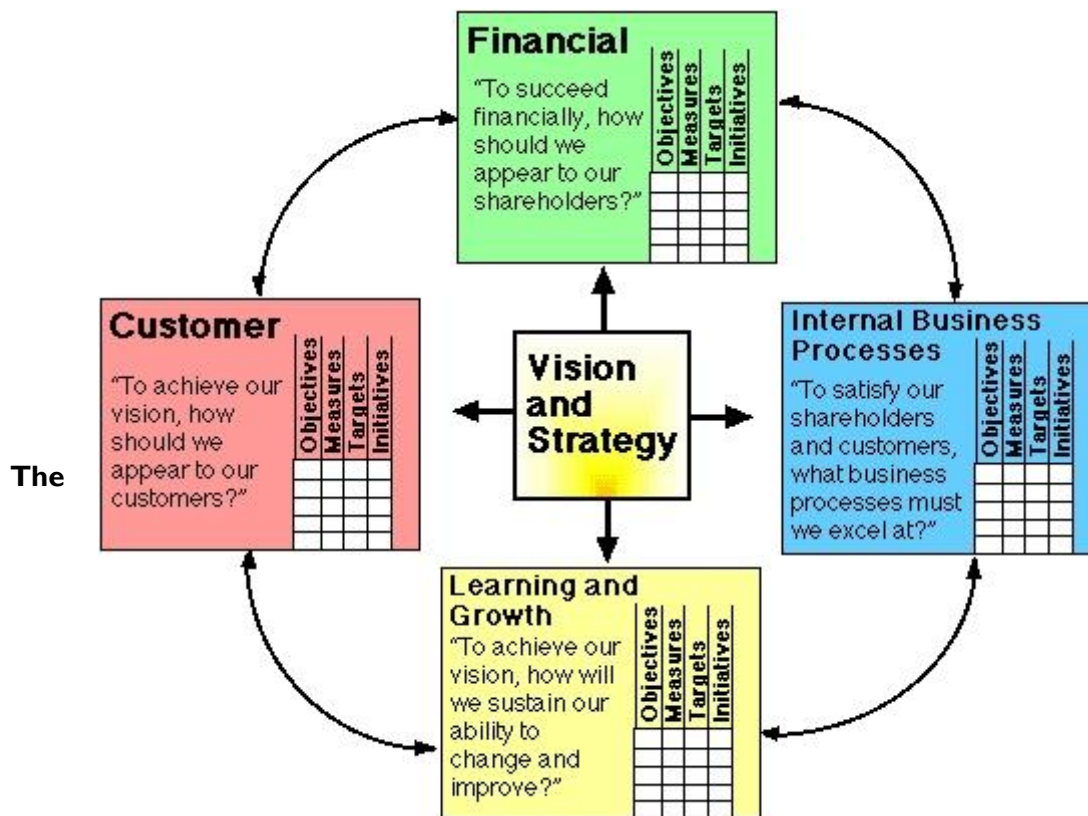 Financial
“To succeed
financially, how
should we
appear to our
shareholders?”
Objectives
Measures
Targets
Initiatives
Customer
“To achieve our
vision, how
should we
appear to our
customers?”
Objectives
Measures
Targets
Initiatives
Vision
and
Strategy
Internal Business
Processes
“To satisfy our
shareholders
and customers,
what business
processes must
we excel at?”
Objectives
Measures
Targets
Initiatives
The
Learning and
Growth
“To achieve our
vision, how will
we sustain our
ability to
change and
improve?”
Objectives
Measures
Targets
Initiatives